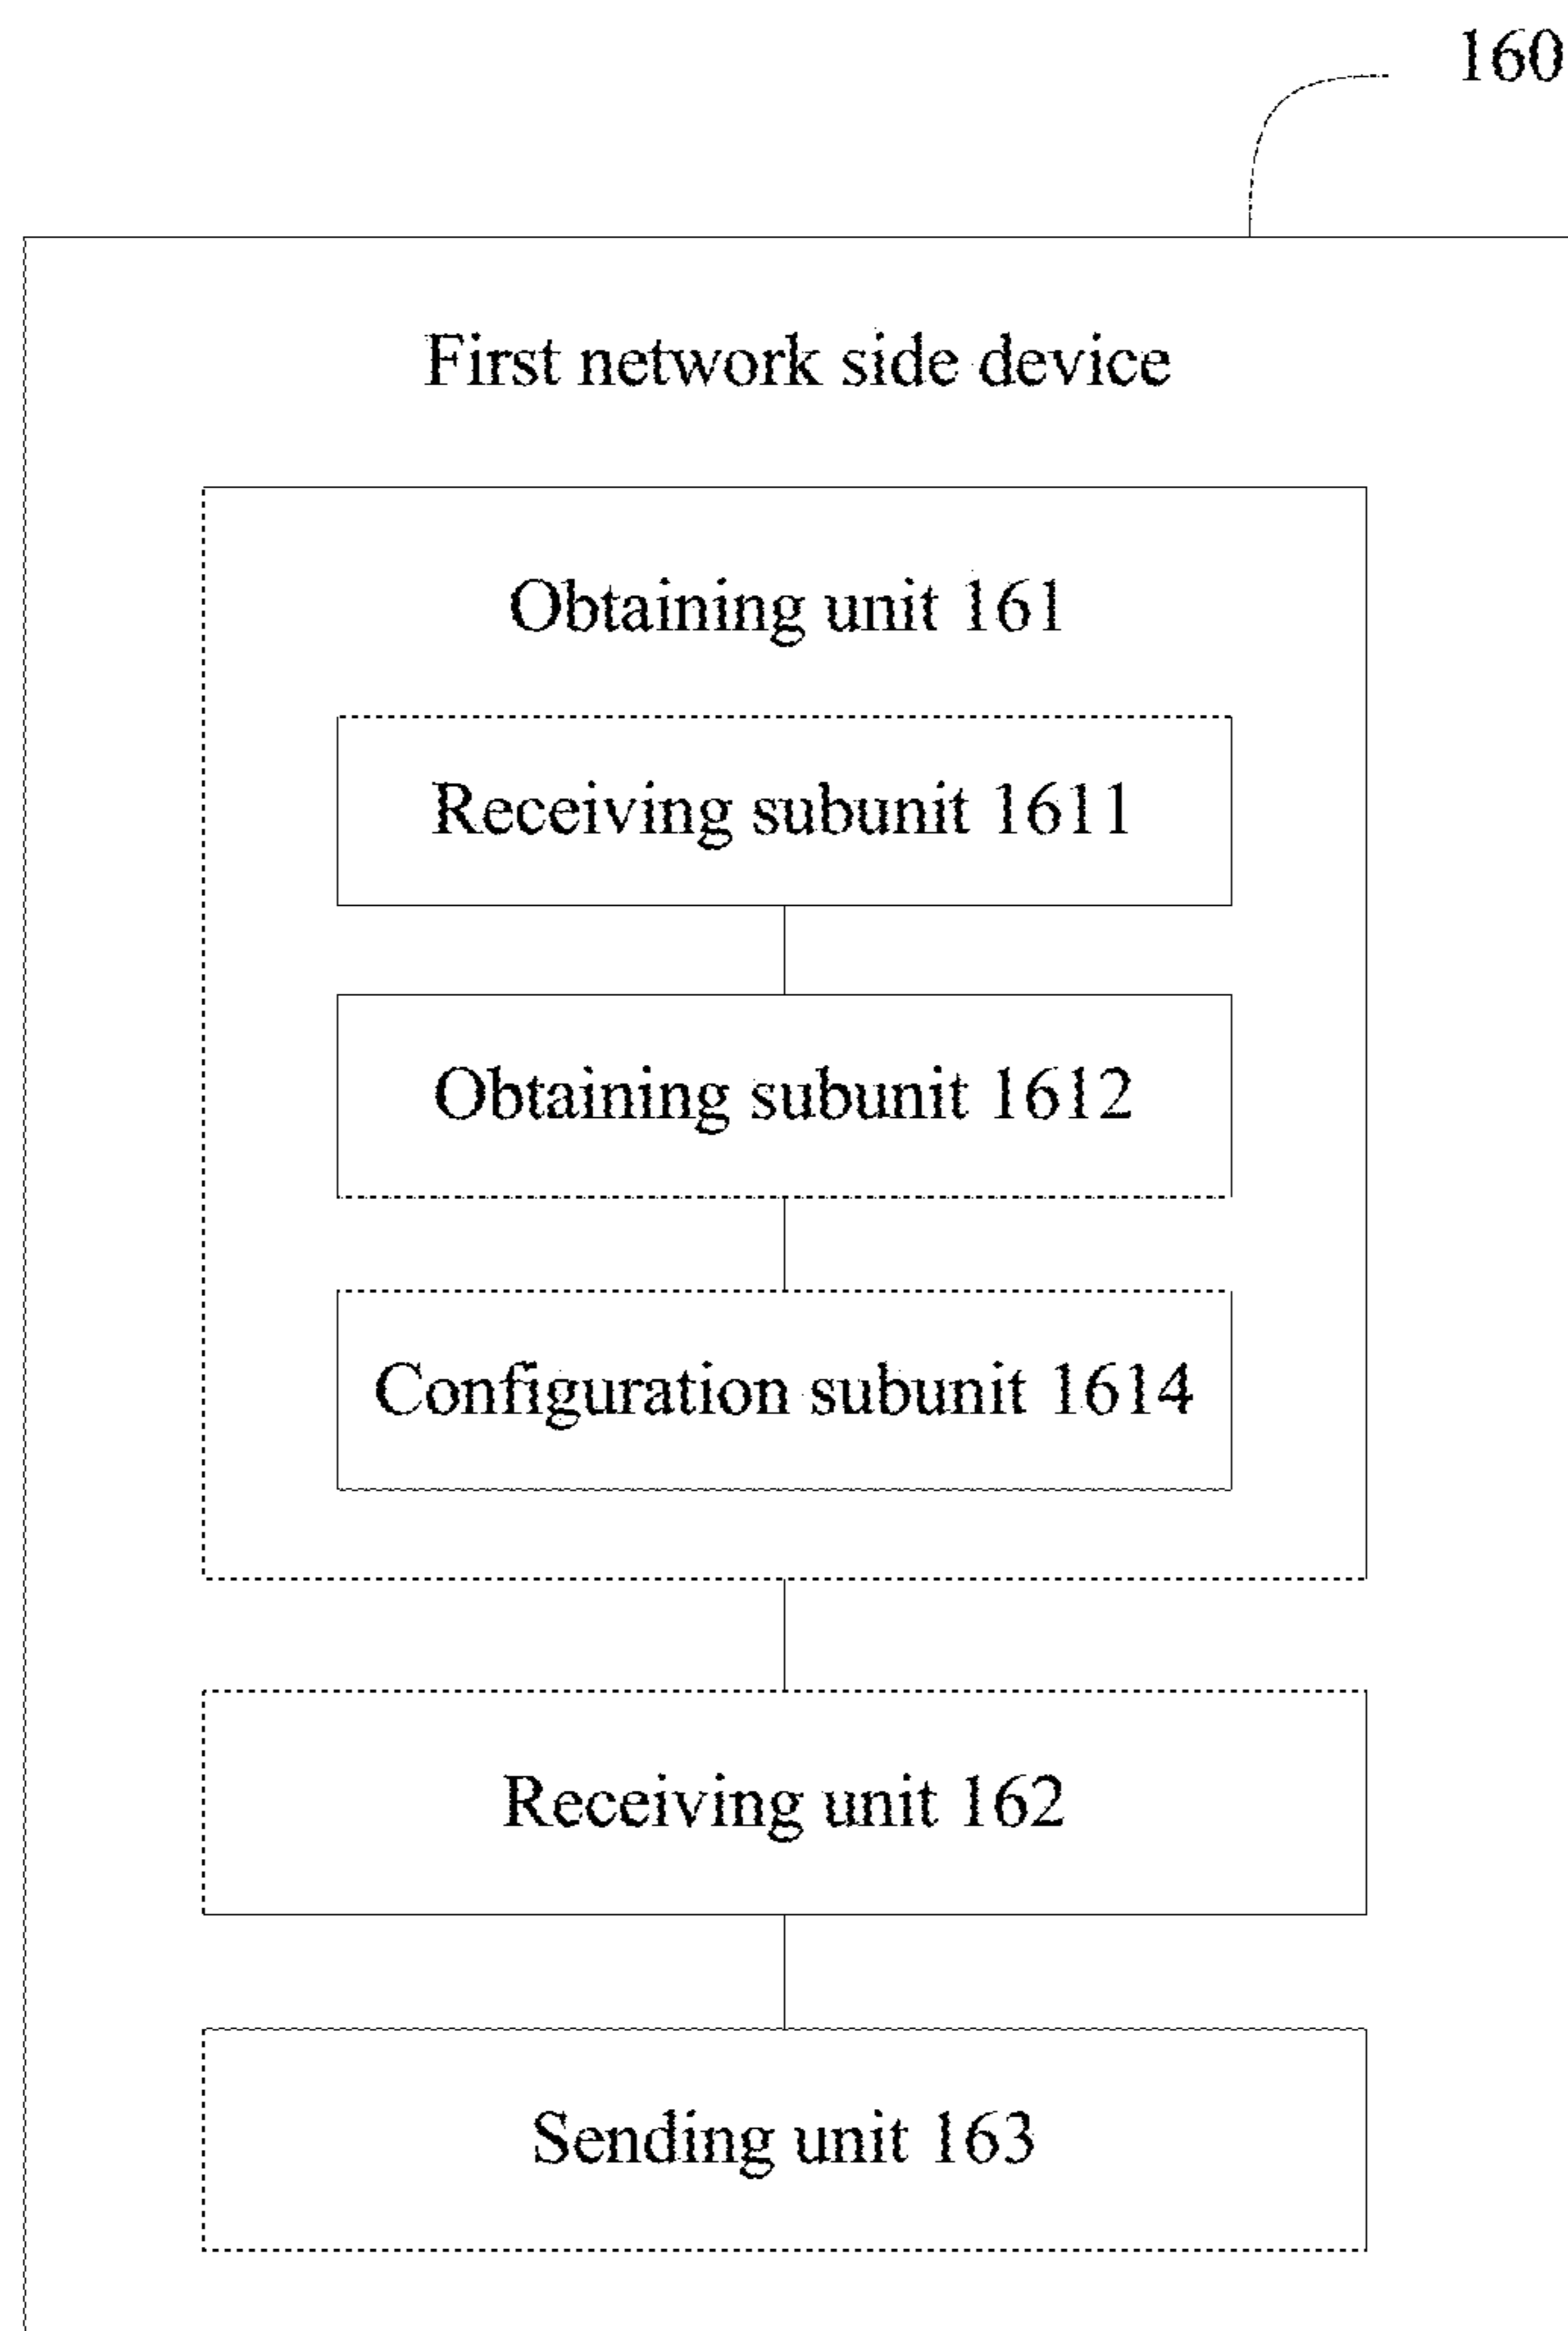 160
First network side device
Obtaining unit 161
Receiving subunit 1611
Obtaining subunit 1612
Configuration subunit 1614
Receiving unit 162
Sending unit 163